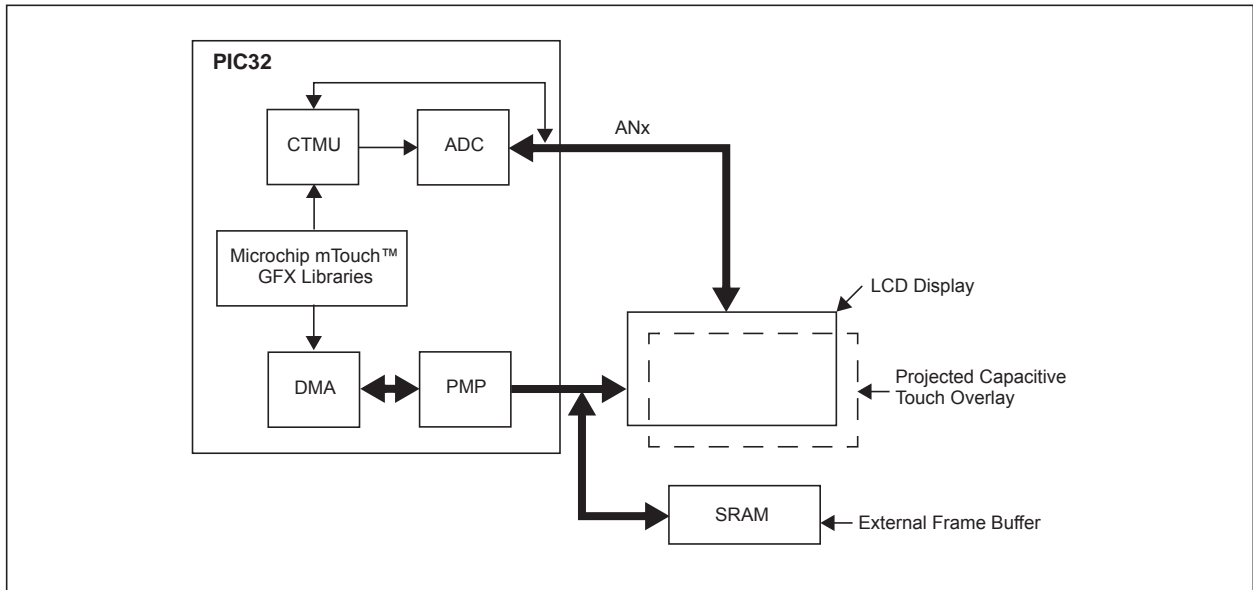 PIC32
CTMU
ADC
ANx
Microchip mTouch™
GFX Libraries
LCD Display
DMA
PMP
Projected Capacitive
Touch Overlay
SRAM
External Frame Buffer